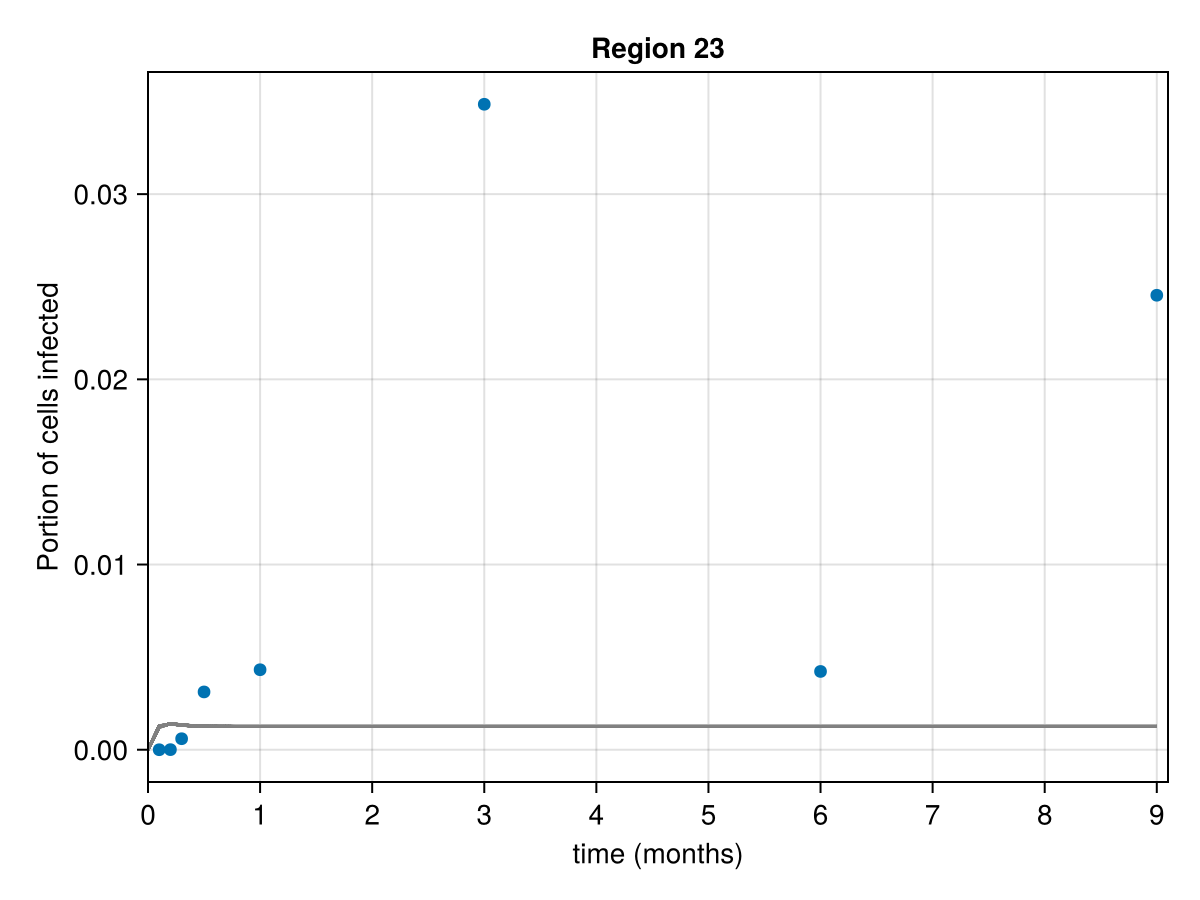 Region 23
Portion of cells infected
0.03
0.02
0.01
0.00
0 1 2 3 4 5 6 7 8 9
time (months)